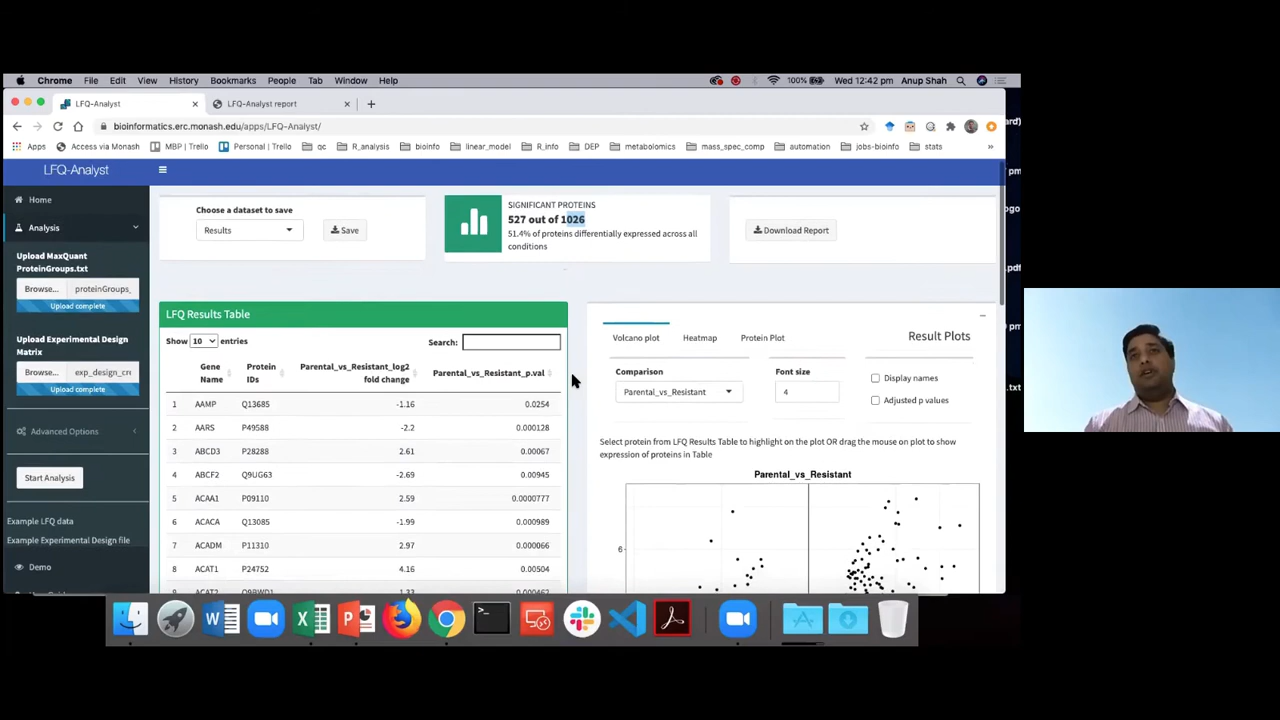 Chrome File Edit View History Bookmarks People Tab Window Help 100% Wed 12:42 pm Anup Shah
LFQ-Analyst × LFQ-Analyst report × +
bioinformatics.erc.monash.edu/apps/LFQ-Analyst/
Apps Access via Monash MBP | Trello Personal | Trello qc R_analysis bioinfo linear_model R_info DEP metabolomics mass_spec_comp automation jobs-bioinfo stats »
LFQ-Analyst
Home
Analysis
Upload MaxQuant
ProteinGroups.txt
Browse... proteinGroups_
Upload complete
Upload Experimental Design
Matrix
Browse...
Upload complete
Advanced Options
Start Analysis
Example LFQ data
Example Experimental Design file
Demo
Choose a dataset to save
Results
Save
SIGNIFICANT PROTEINS
527 out of 1026
51.4% of proteins differentially expressed across all
conditions
Download Report
LFQ Results Table
Show 10 entries
Search:
Gene Name Protein IDs Parental_vs_Resistant_log2 fold change Parental_vs_Resistant_p.val
1 AAMP Q13685 -1.16 0.0254
2 AARS P49588 -2.2 0.000128
3 ABCD3 P28288 2.61 0.00067
4 ABCF2 Q9UG63 -2.69 0.00945
5 ACAA1 P09110 2.59 0.0000777
6 ACACA Q13085 -1.99 0.000989
7 ACADM P11310 2.97 0.000066
8 ACAT1 P24752 4.16 0.00504
Volcano plot Heatmap Protein Plot Result Plots
Comparison
Parental_vs_Resistant
Font size
4
Display names
Adjusted p values
Select protein from LFQ Results Table to highlight on the plot OR drag the mouse on plot to show
expression of proteins in Table
Parental_vs_Resistant
6
ard)
pm
ogo
.pdf
pm
.txt